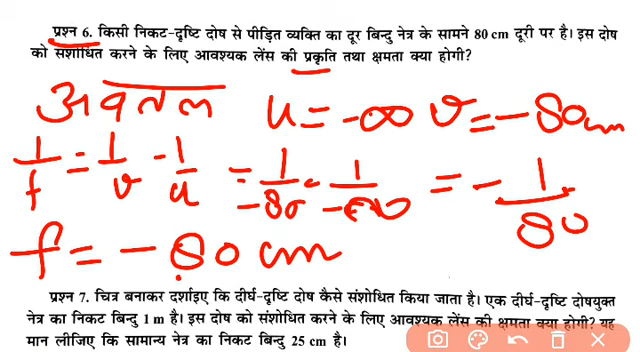 प्रश्न 6. किसी निकट-दृष्टि दोष से पीड़ित व्यक्ति का दूर बिन्दु नेत्र के सामने 80 cm दूरी पर है। इस दोष
को संशोधित करने के लिए आवश्यक लेंस की प्रकृति तथा क्षमता क्या होगी?
अवतल u = -∞ v = -80cm
1/f = 1/v - 1/u = 1/-80 - 1/-∞ = -1/80
f = -80 cm
प्रश्न 7. चित्र बनाकर दर्शाइए कि दीर्घ-दृष्टि दोष कैसे संशोधित किया जाता है। एक दीर्घ-दृष्टि दोषयुक्त
नेत्र का निकट बिन्दु 1 m है। इस दोष को संशोधित करने के लिए आवश्यक लेंस की क्षमता क्या होगी? यह
मान लीजिए कि सामान्य नेत्र का निकट बिन्दु 25 cm है।